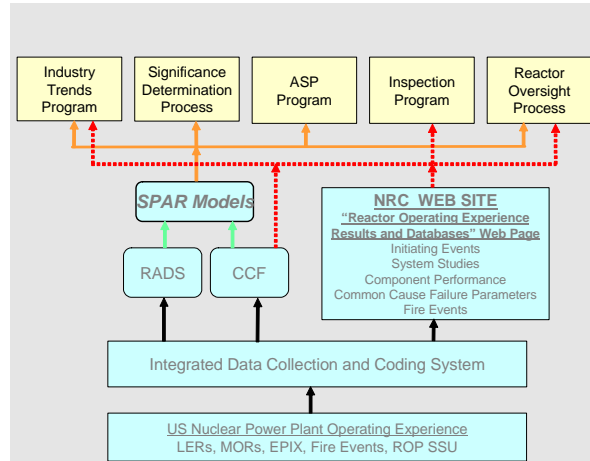 Industry
Trends
Program
Significance
Determination
Process
ASP
Program
Inspection
Program
Reactor
Oversight
Process
SPAR Models
NRC WEB SITE
“Reactor Operating Experience
Results and Databases” Web Page
Initiating Events
System Studies
Component Performance
Common Cause Failure Parameters
Fire Events
RADS
CCF
Integrated Data Collection and Coding System
US Nuclear Power Plant Operating Experience
LERs, MORs, EPIX, Fire Events, ROP SSU